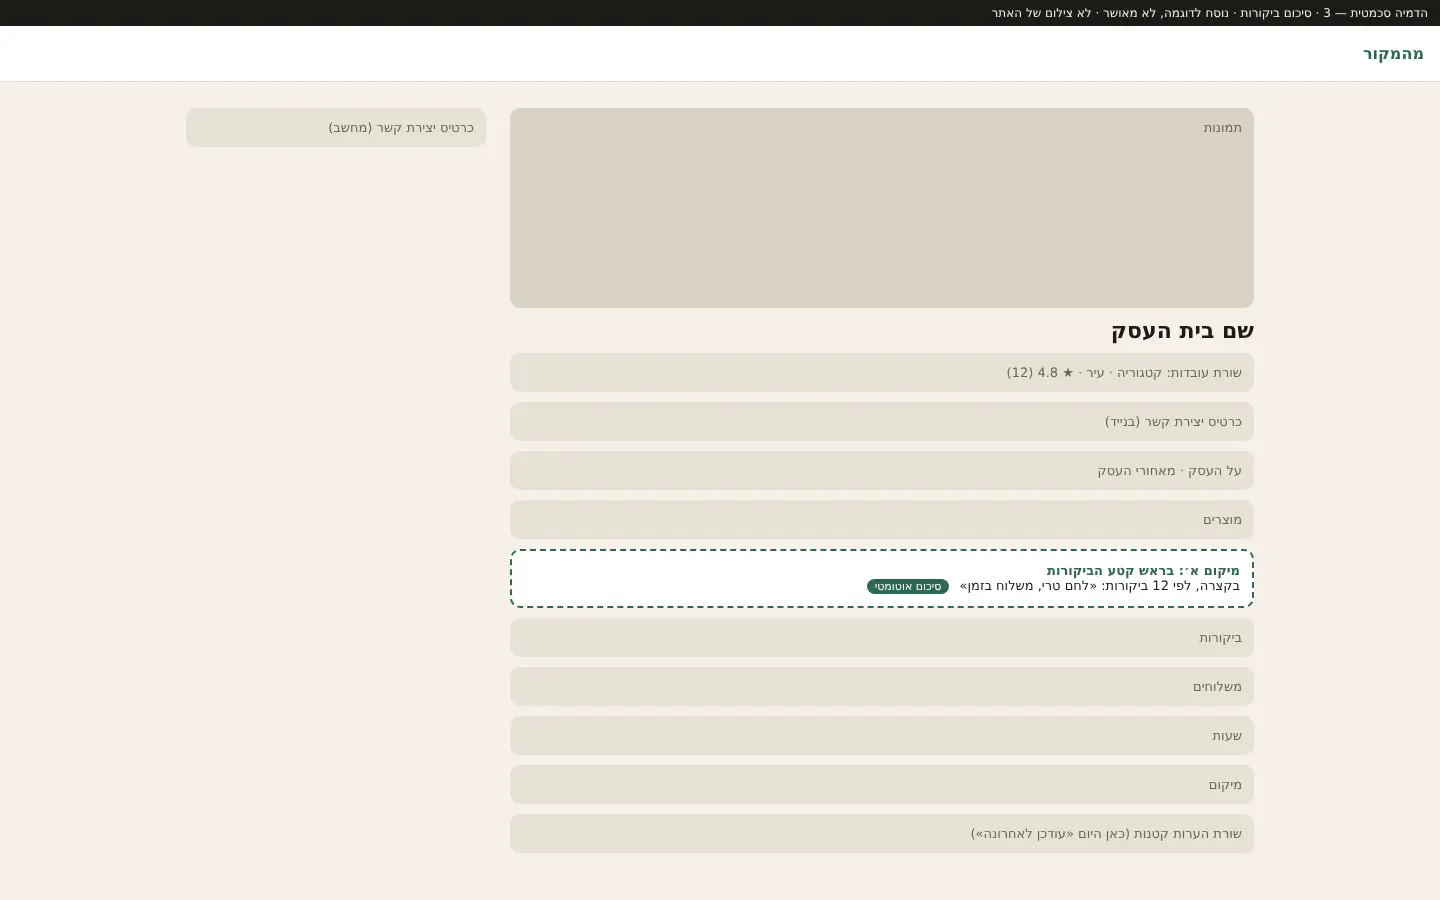 הדמיה סכמטית — 3 · סיכום ביקורות · נוסח לדוגמה, לא מאושר · לא צילום של האתר
מהמקור
תמונות
כרטיס יצירת קשר (מחשב)
שם בית העסק
שורת עובדות: קטגוריה · עיר · ★ 4.8 (12)
כרטיס יצירת קשר (בנייד)
על העסק · מאחורי העסק
מוצרים
מיקום א׳: בראש קטע הביקורות
בקצרה, לפי 12 ביקורות: «לחם טרי, משלוח בזמן» סיכום אוטומטי
ביקורות
משלוחים
שעות
מיקום
שורת הערות קטנות (כאן היום «עודכן לאחרונה»)